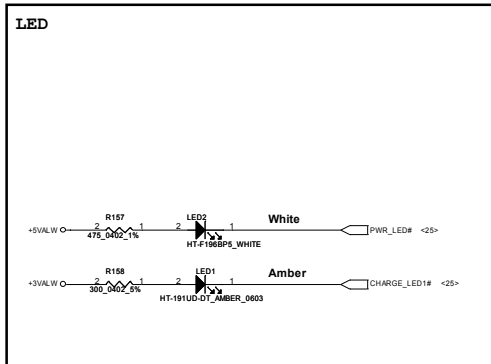 LED
R157
LED2
White
+5VALW
2
1
2
1
PWR_LED# <25>
475_0402_1%
HT-F196BP5_WHITE
R158
LED1
Amber
+3VALW
2
1
2
1
CHARGE_LED1# <25>
300_0402_5%
HT-191UD-DT_AMBER_0603